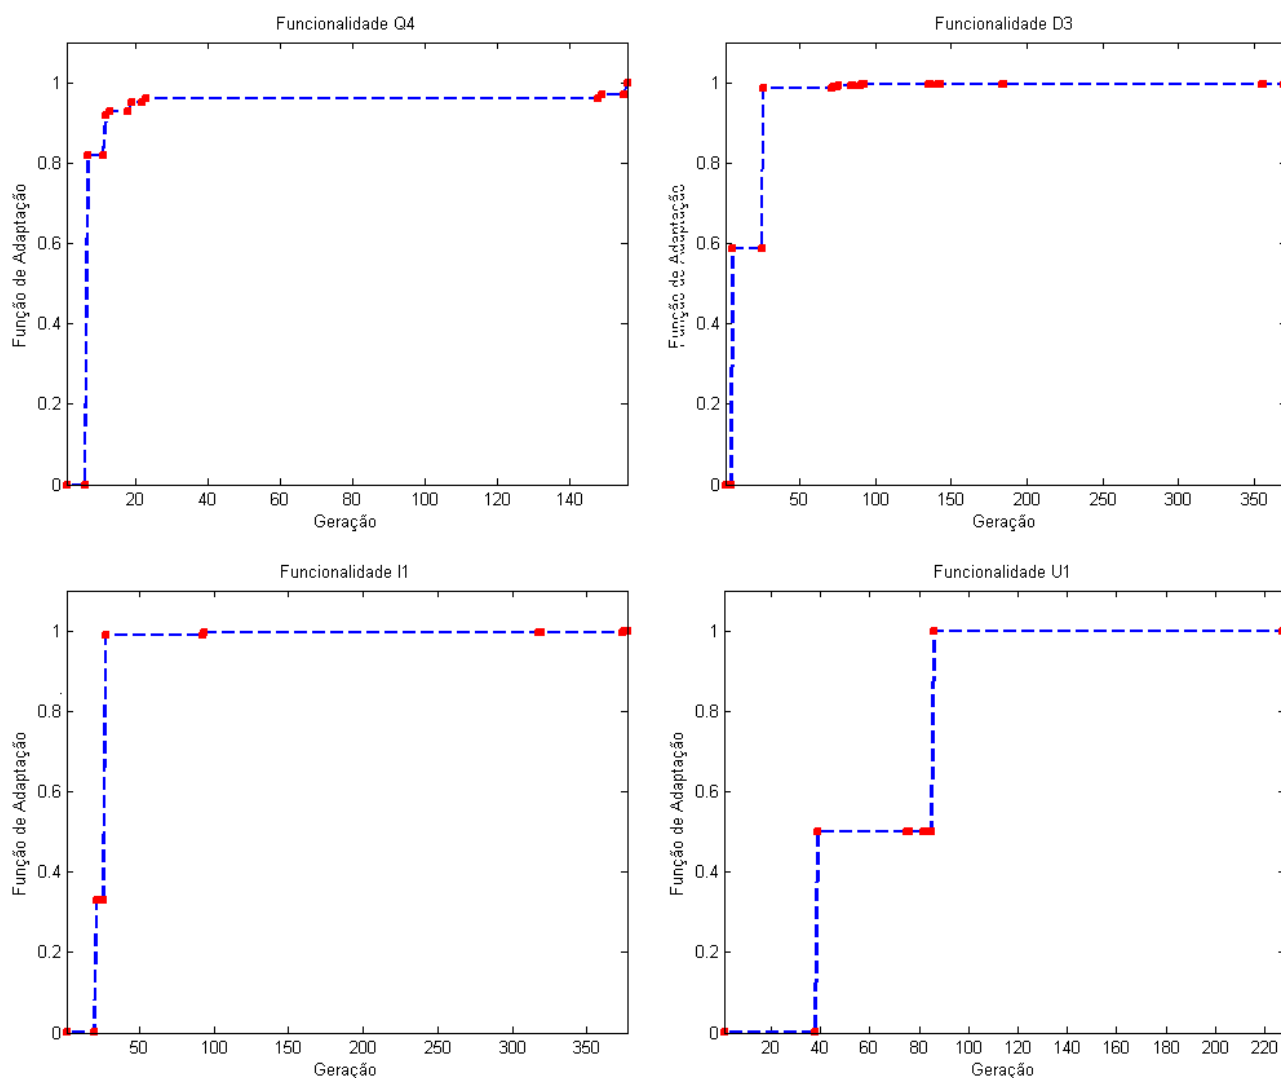 Funcionalidade Q4
Função de Adaptação
1
0.8
0.6
0.4
0.2
0
20 40 60 80 100 120 140
Geração
Funcionalidade D3
Função de Adaptação
1
0.8
0.6
0.4
0.2
0
50 100 150 200 250 300 350
Geração
Funcionalidade I1
Função de Adaptação
1
0.8
0.6
0.4
0.2
0
50 100 150 200 250 300 350
Geração
Funcionalidade U1
Função de Adaptação
1
0.8
0.6
0.4
0.2
0
20 40 60 80 100 120 140 160 180 200 220
Geração